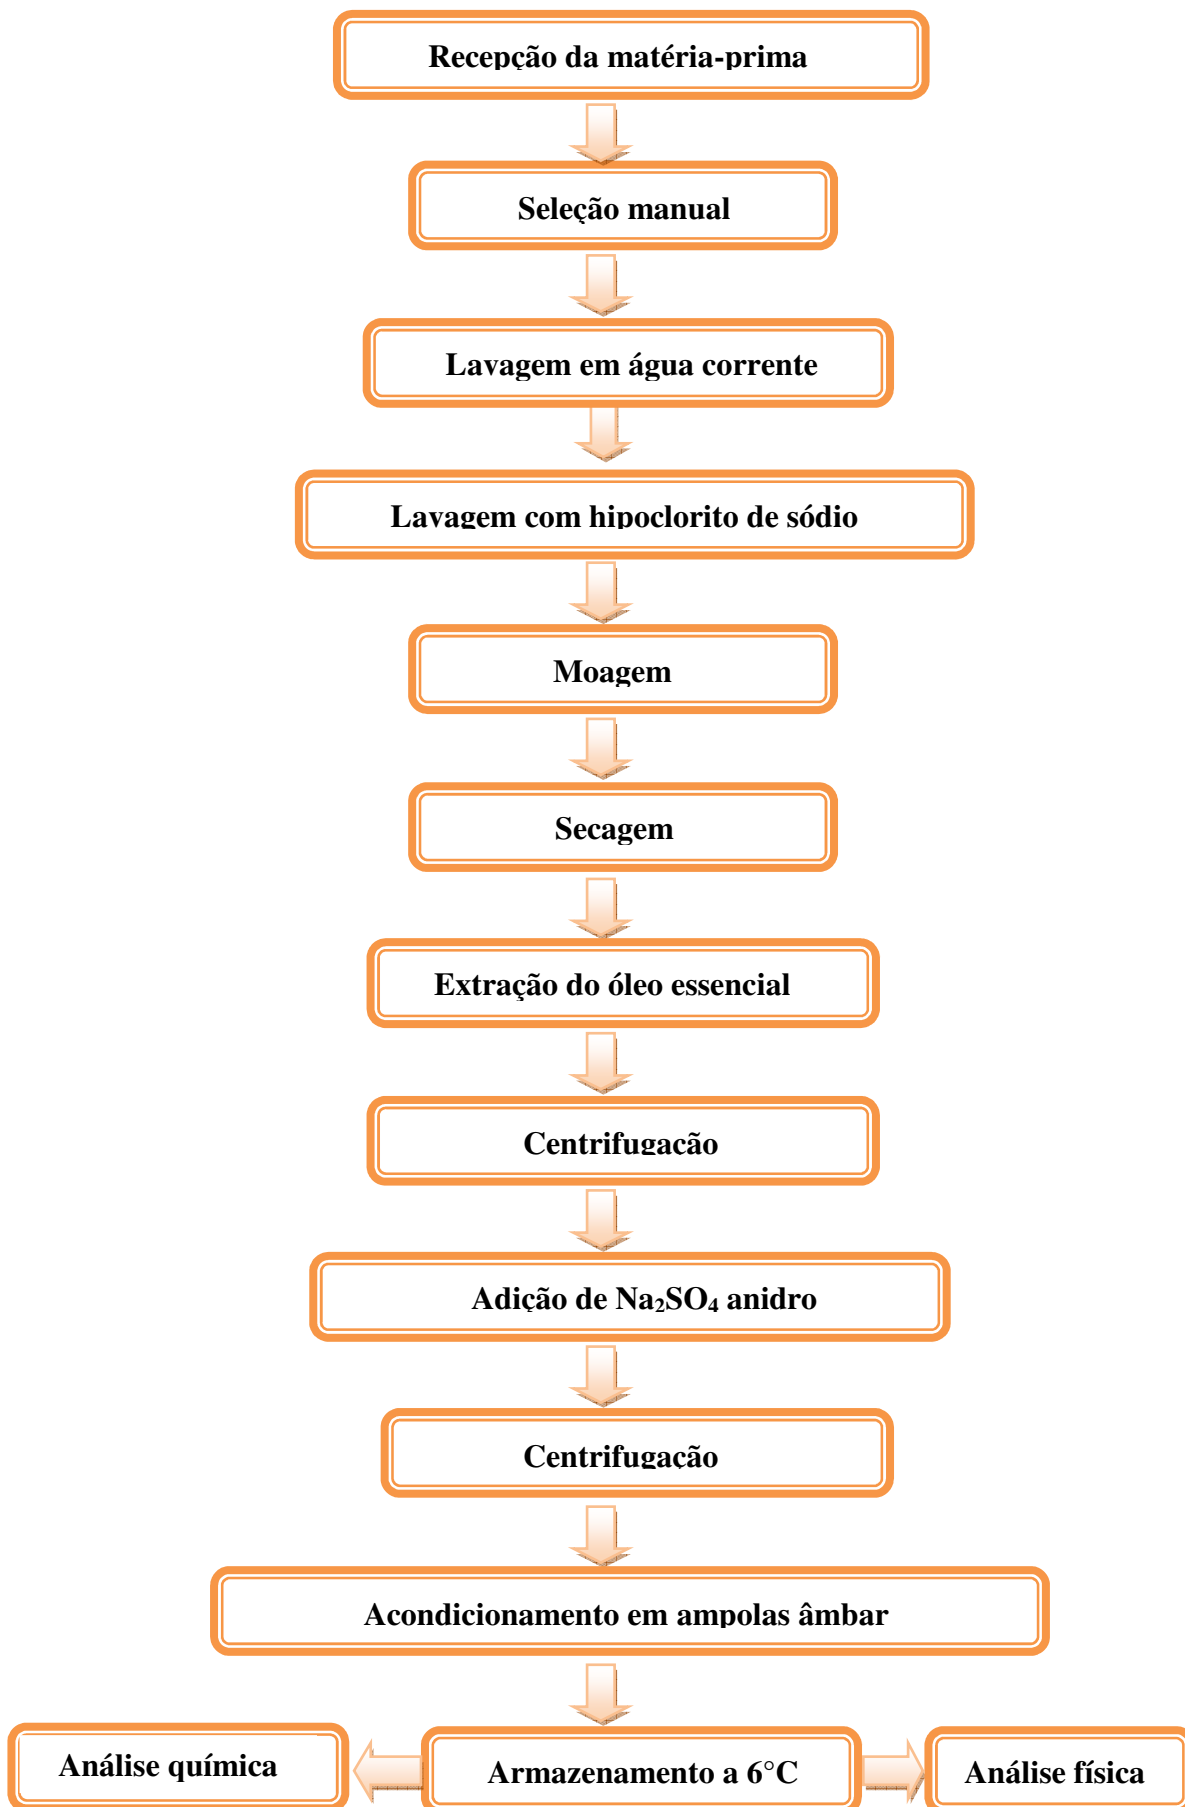 Recepção da matéria-prima
Seleção manual
Lavagem em água corrente
Lavagem com hipoclorito de sódio
Moagem
Secagem
Extração do óleo essencial
Centrifugação
Adição de Na₂SO₄ anidro
Centrifugação
Acondicionamento em ampolas âmbar
Análise química
Armazenamento a 6°C
Análise física